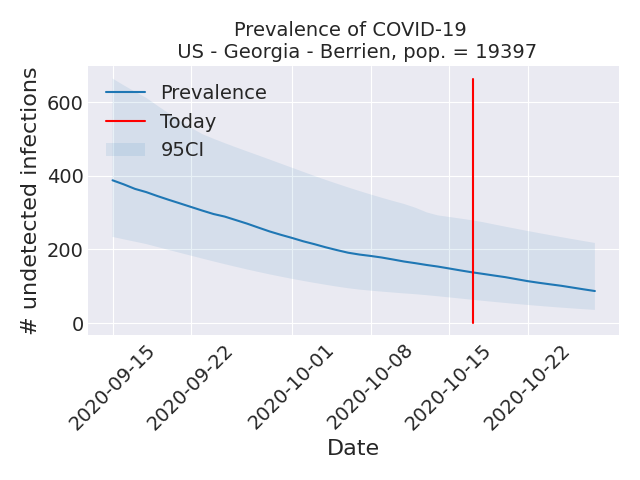 Prevalence of COVID-19
US - Georgia - Berrien, pop. = 19397
# undetected infections
600
400
200
0
Prevalence
Today
95CI
2020-09-15
2020-09-22
2020-10-01
2020-10-08
2020-10-15
2020-10-22
Date